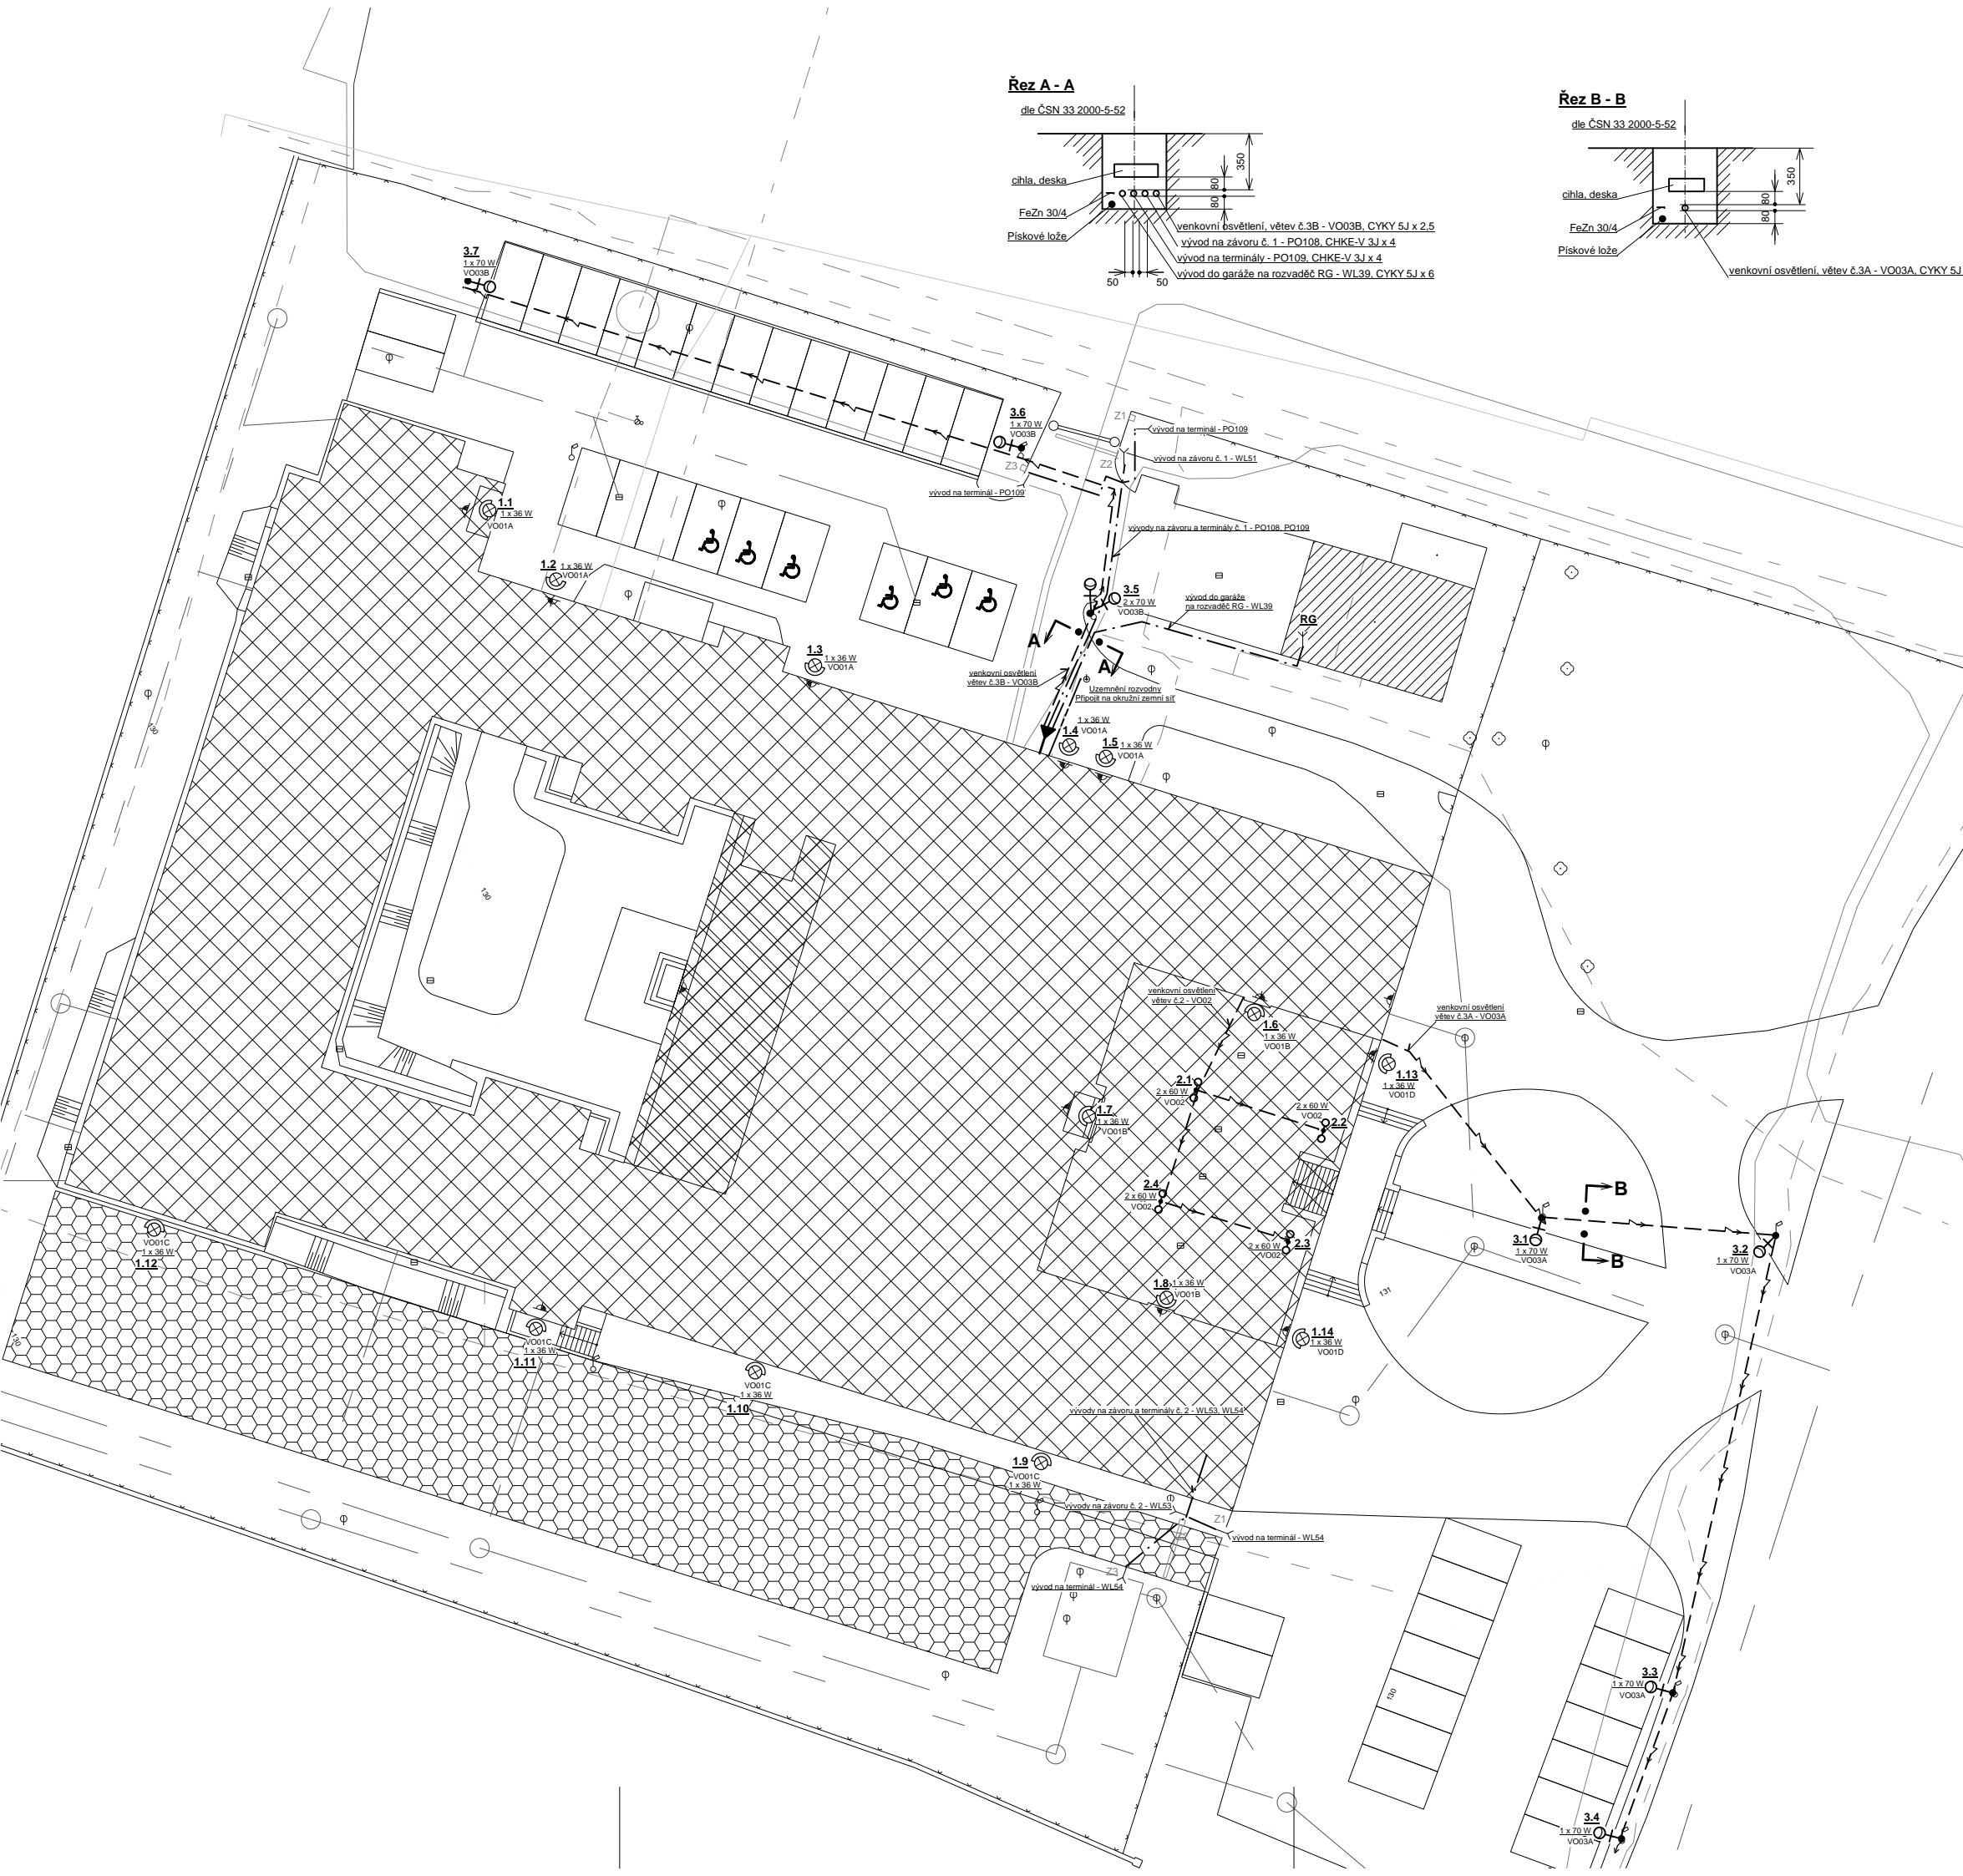 Řez A - A
dle ČSN 33 2000-5-52
cihla, deska
FeZn 30/4
Pískové lože
350
80
80
50
50
venkovní osvětlení, větev č.3B - VO03B, CYKY 5J x 2,5
vývod na závoru č. 1 - PO108, CHKE-V 3J x 4
vývod na terminály - PO109, CHKE-V 3J x 4
vývod do garáže na rozvaděč RG - WL39, CYKY 5J x 6
Řez B - B
dle ČSN 33 2000-5-52
cihla, deska
FeZn 30/4
Pískové lože
350
80
80
venkovní osvětlení, větev č.3A - VO03A, CYKY 5J
3.7
1 x 70 W
VO03B
3.6
1 x 70 W
VO03B
Z1
Z2
Z3
vývod na terminál - PO109
vývod na závoru č. 1 - WL51
vývod na terminál - PO109
vývody na závoru a terminály č. 1 - PO108, PO109
1.1
1 x 36 W
VO01A
1.2
1 x 36 W
VO01A
1.3
1 x 36 W
VO01A
3.5
2 x 70 W
VO03B
vývod do garáže
na rozvaděč RG - WL39
RG
A
A
venkovní osvětlení
větev č.3B - VO03B
Uzemnění rozvodny
Připojit na okružní zemní síť
1 x 36 W
VO01A
1.4
1.5
1 x 36 W
VO01A
130
130
venkovní osvětlení
větev č.2 - VO02
venkovní osvětlení
větev č.3A - VO03A
1.6
1 x 36 W
VO01B
1.13
1 x 36 W
VO01D
2.1
2 x 60 W
VO02
2 x 60 W
VO02
2.2
1.7
1 x 36 W
VO01B
2.4
2 x 60 W
VO02
2 x 60 W
VO02
2.3
B
B
3.1
1 x 70 W
VO03A
3.2
1 x 70 W
VO03A
VO01C
1 x 36 W
1.12
1.8
1 x 36 W
VO01B
131
130
VO01C
1 x 36 W
1.11
1.14
1 x 36 W
VO01D
VO01C
1 x 36 W
1.10
vývody na závoru a terminály č. 2 - WL53, WL54
1.9
VO01C
1 x 36 W
vývody na závoru č. 2 - WL53
Z1
vývod na terminál - WL54
Z3
vývod na terminál - WL54
130
3.3
1 x 70 W
VO03A
3.4
1 x 70 W
VO03A